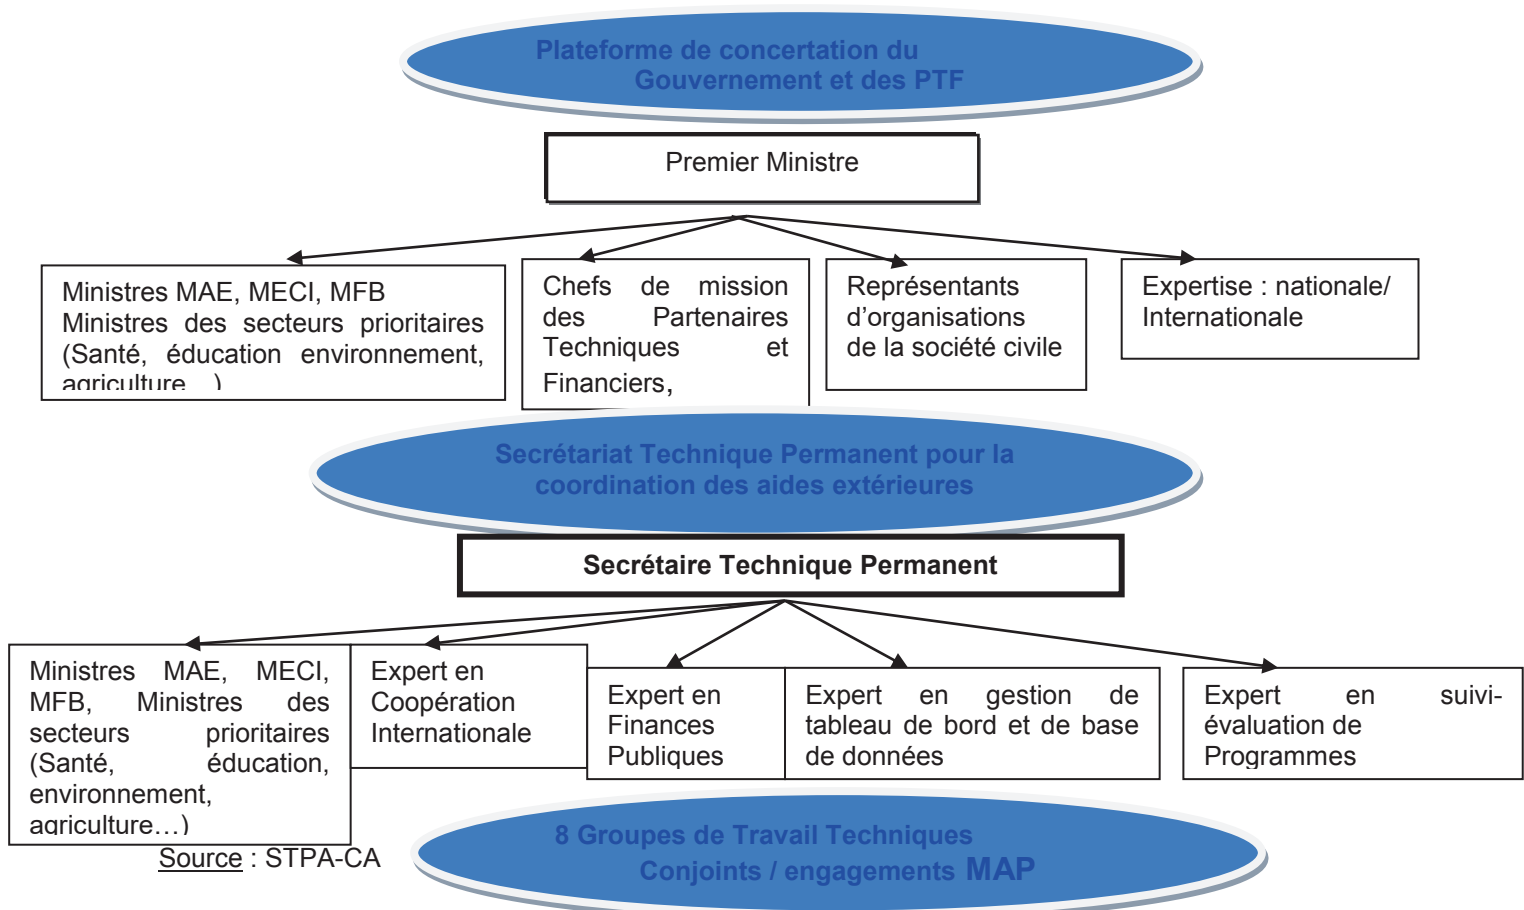 Plateforme de concertation du
Gouvernement et des PTF
Premier Ministre
Ministres MAE, MECI, MFB
Ministres des secteurs prioritaires
(Santé, éducation environnement,
agriculture…)
Chefs de mission
des Partenaires
Techniques et
Financiers,
Représentants
d'organisations
de la société civile
Expertise : nationale/
Internationale
Secrétariat Technique Permanent pour la
coordination des aides extérieures
Secrétaire Technique Permanent
Ministres MAE, MECI,
MFB, Ministres des
secteurs prioritaires
(Santé, éducation,
environnement,
agriculture…)
Expert en
Coopération
Internationale
Expert en
Finances
Publiques
Expert en gestion de
tableau de bord et de base
de données
Expert en suivi-
évaluation de
Programmes
8 Groupes de Travail Techniques
Conjoints / engagements MAP
Source : STPA-CA